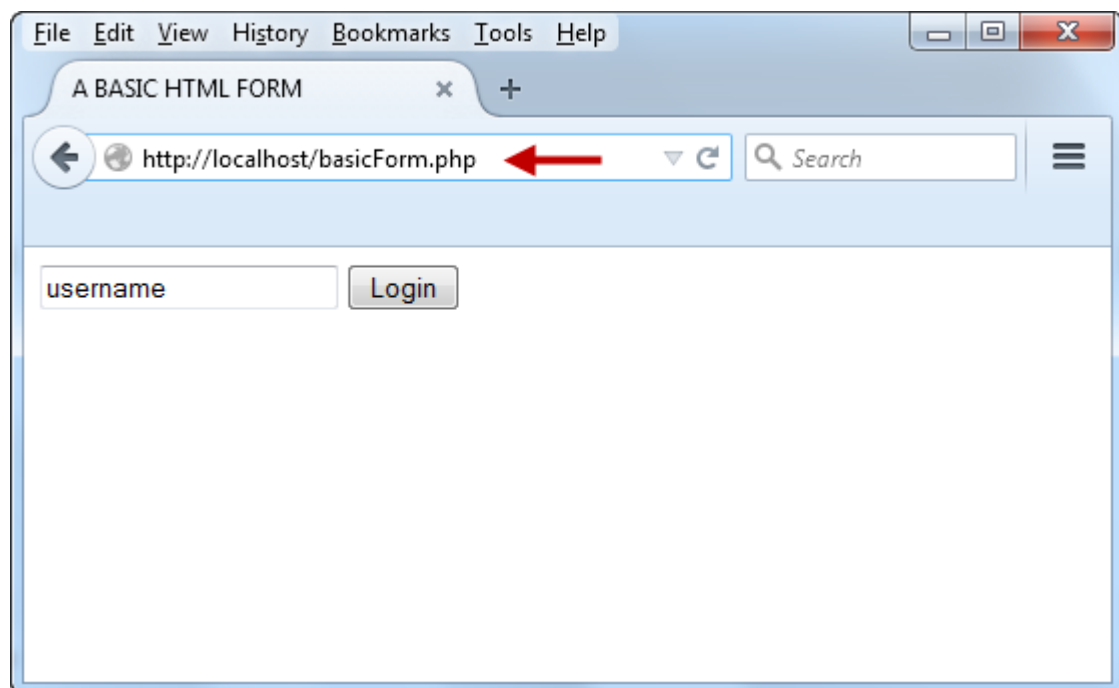 File Edit View History Bookmarks Tools Help
A BASIC HTML FORM
http://localhost/basicForm.php Search
username Login